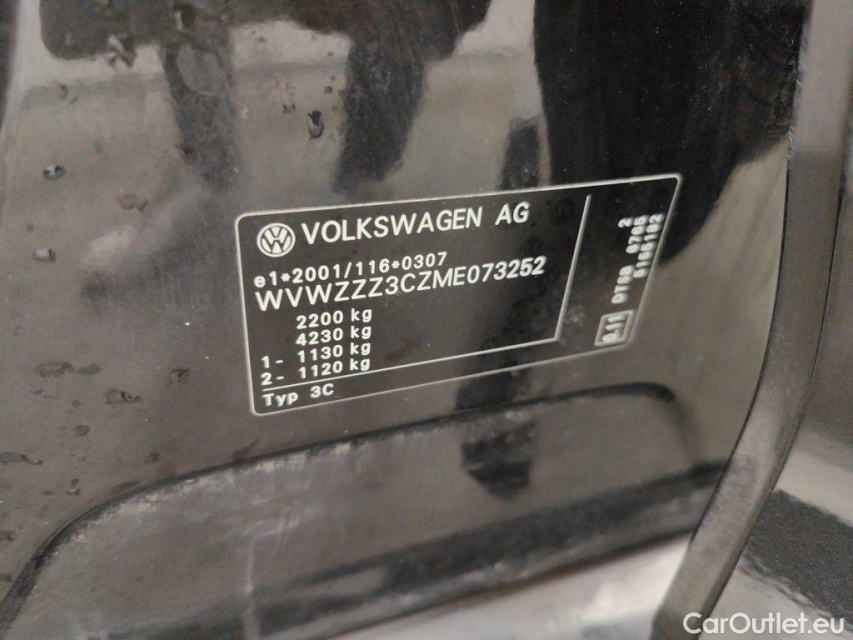 VOLKSWAGEN AG
e1*2001/116*0307
WVWZZZ3CZME073252
2200 kg
4230 kg
1- 1130 kg
2- 1120 kg
Typ 3C
CarOutlet.eu